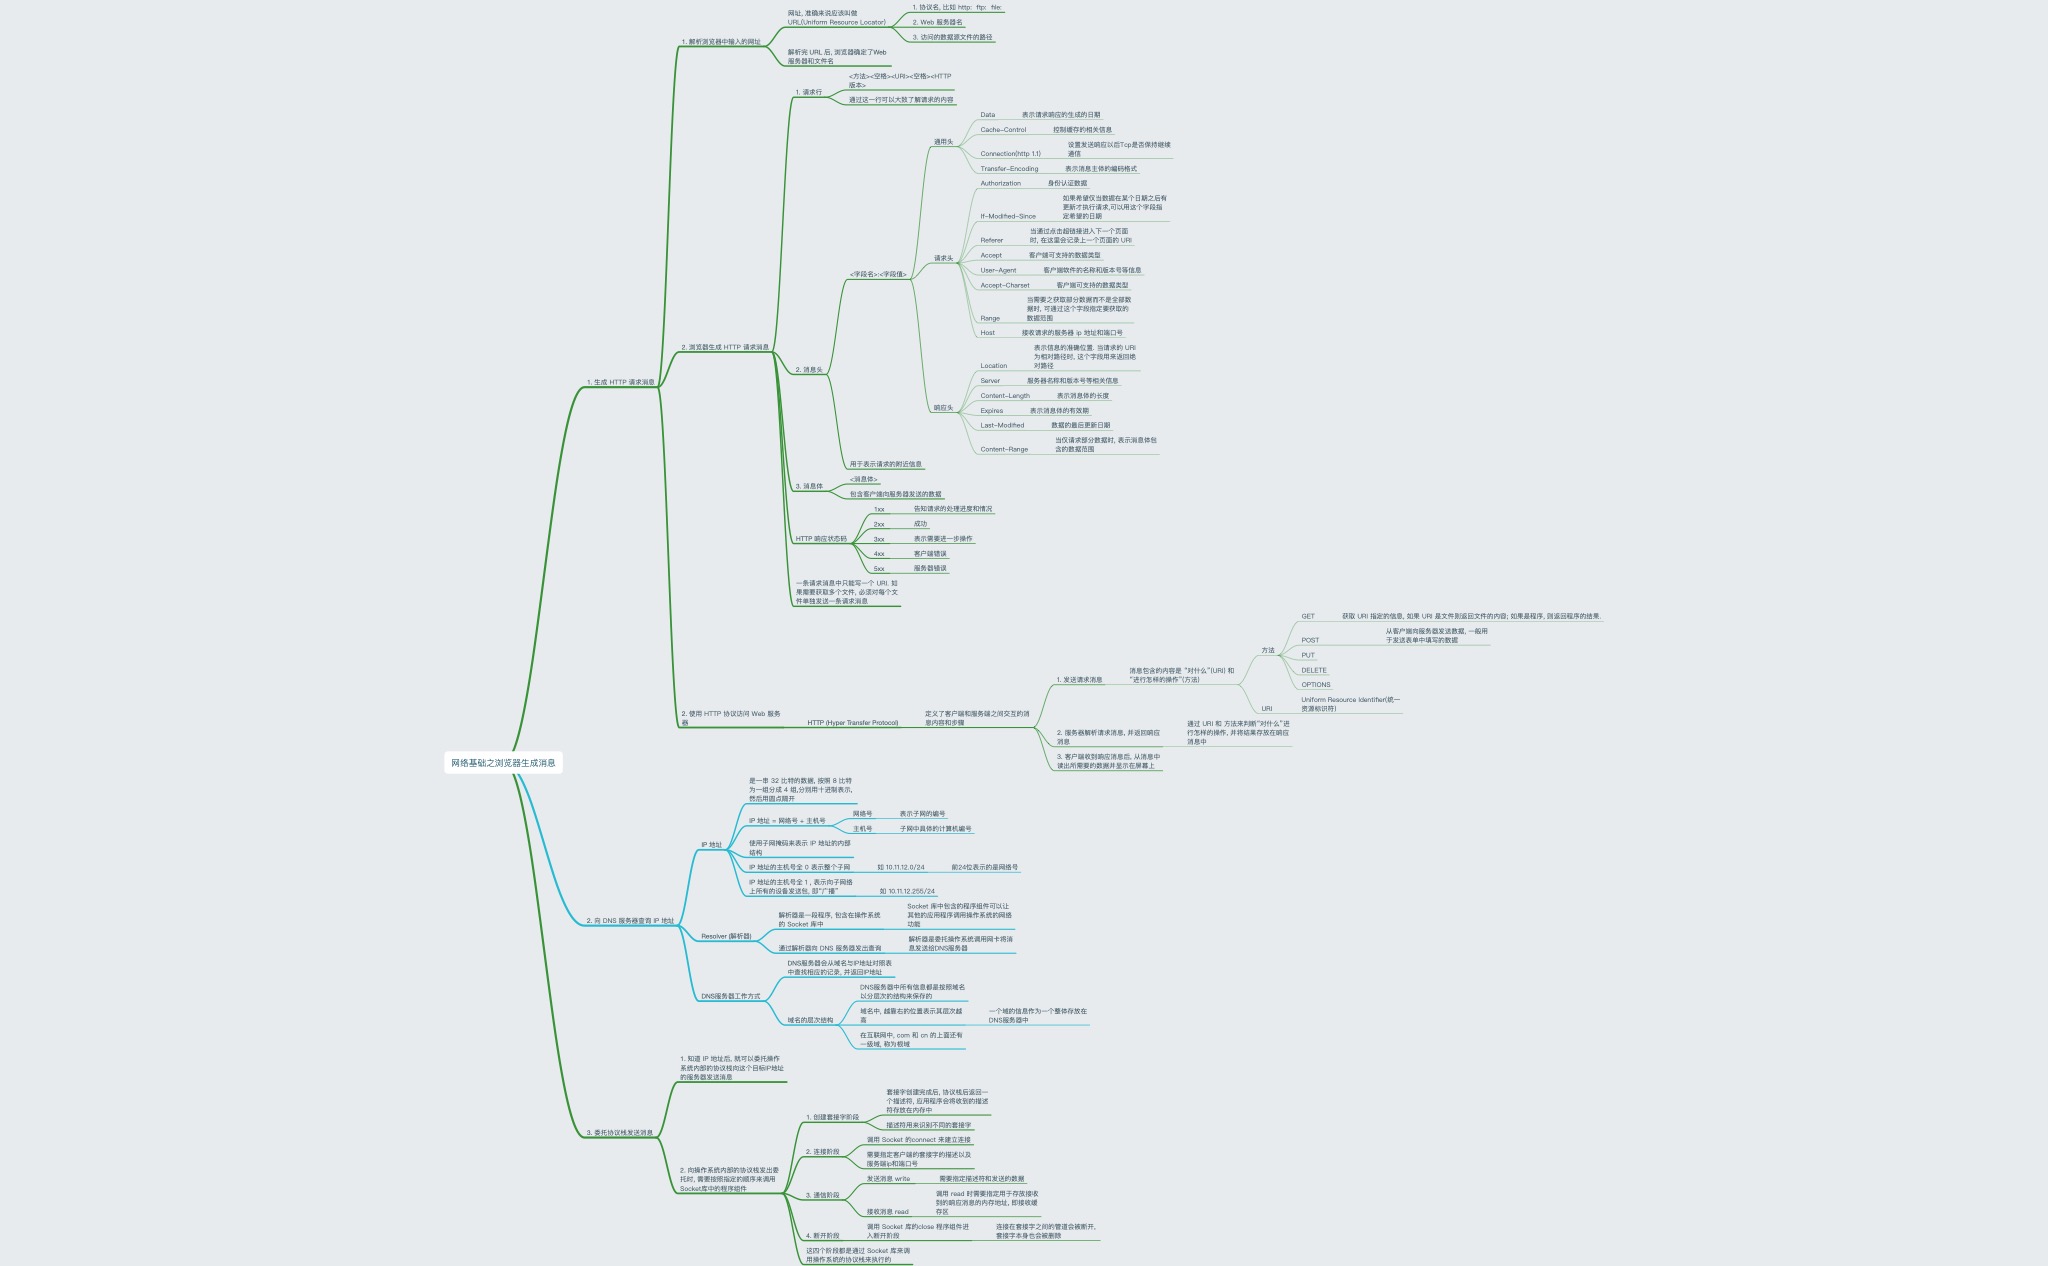 网络基础之浏览器生成消息
1. 生成 HTTP 请求消息
1. 解析浏览器中输入的网址
网址, 准确来说应该叫做
URL(Uniform Resource Locator)
1. 协议名, 比如 http: ftp: file:
2. Web 服务器名
3. 访问的数据源文件的路径
解析完 URL 后, 浏览器确定了Web
服务器和文件名
2. 浏览器生成 HTTP 请求消息
1. 请求行
<方法><空格><URI><空格><HTTP
版本>
通过这一行可以大致了解请求的内容
2. 消息头
<字段名>:<字段值>
通用头
Data
表示请求响应的生成的日期
Cache-Control
控制缓存的相关信息
Connection(http 1.1)
设置发送响应以后Tcp是否保持继续
通信
Transfer-Encoding
表示消息主体的编码格式
请求头
Authorization
身份认证数据
If-Modified-Since
如果希望仅当数据在某个日期之后有
更新才执行请求,可以用这个字段指
定希望的日期
Referer
当通过点击超链接进入下一个页面
时, 在这里会记录上一个页面的 URI
Accept
客户端可支持的数据类型
User-Agent
客户端软件的名称和版本号等信息
Accept-Charset
客户端可支持的数据类型
Range
当需要之获取部分数据而不是全部数
据时, 可通过这个字段指定要获取的
数据范围
Host
接收请求的服务器 ip 地址和端口号
响应头
Location
表示信息的准确位置. 当请求的 URI
为相对路径时, 这个字段用来返回绝
对路径
Server
服务器名称和版本号等相关信息
Content-Length
表示消息体的长度
Expires
表示消息体的有效期
Last-Modified
数据的最后更新日期
Content-Range
当仅请求部分数据时, 表示消息体包
含的数据范围
用于表示请求的附近信息
3. 消息体
<消息体>
包含客户端向服务器发送的数据
HTTP 响应状态码
1xx
告知请求的处理进度和情况
2xx
成功
3xx
表示需要进一步操作
4xx
客户端错误
5xx
服务器错误
一条请求消息中只能写一个 URI. 如
果需要获取多个文件, 必须对每个文
件单独发送一条请求消息
2. 使用 HTTP 协议访问 Web 服务
器
HTTP (Hyper Transfer Protocol)
定义了客户端和服务端之间交互的消
息内容和步骤
1. 发送请求消息
消息包含的内容是 “对什么”(URI) 和
“进行怎样的操作”(方法)
方法
GET
获取 URI 指定的信息, 如果 URI 是文件则返回文件的内容; 如果是程序, 则返回程序的结果.
POST
从客户端向服务器发送数据, 一般用
于发送表单中填写的数据
PUT
DELETE
OPTIONS
URI
Uniform Resource Identifier(统一
资源标识符)
2. 服务器解析请求消息, 并返回响应
消息
通过 URI 和 方法来判断“对什么”进
行怎样的操作, 并将结果存放在响应
消息中
3. 客户端收到响应消息后, 从消息中
读出所需要的数据并显示在屏幕上
2. 向 DNS 服务器查询 IP 地址
IP 地址
是一串 32 比特的数据, 按照 8 比特
为一组分成 4 组,分别用十进制表示,
然后用圆点隔开
IP 地址 = 网络号 + 主机号
网络号
表示子网的编号
主机号
子网中具体的计算机编号
使用子网掩码来表示 IP 地址的内部
结构
IP 地址的主机号全 0 表示整个子网
如 10.11.12.0/24
前24位表示的是网络号
IP 地址的主机号全 1 , 表示向子网络
上所有的设备发送包, 即“广播”
如 10.11.12.255/24
Resolver (解析器)
解析器是一段程序, 包含在操作系统
的 Socket 库中
Socket 库中包含的程序组件可以让
其他的应用程序调用操作系统的网络
功能
通过解析器向 DNS 服务器发出查询
解析器是委托操作系统调用网卡将消
息发送给DNS服务器
DNS服务器工作方式
DNS服务器会从域名与IP地址对照表
中查找相应的记录, 并返回IP地址
域名的层次结构
DNS服务器中所有信息都是按照域名
以分层次的结构来保存的
域名中, 越靠右的位置表示其层次越
高
一个域的信息作为一个整体存放在
DNS服务器中
在互联网中, com 和 cn 的上面还有
一级域, 称为根域
3. 委托协议栈发送消息
1. 知道 IP 地址后, 就可以委托操作
系统内部的协议栈向这个目标IP地址
的服务器发送消息
2. 向操作系统内部的协议栈发出委
托时, 需要按照指定的顺序来调用
Socket库中的程序组件
1. 创建套接字阶段
套接字创建完成后, 协议栈后返回一
个描述符, 应用程序会将收到的描述
符存放在内存中
描述符用来识别不同的套接字
2. 连接阶段
调用 Socket 的connect 来建立连接
需要指定客户端的套接字的描述以及
服务端ip和端口号
3. 通信阶段
发送消息 write
需要指定描述符和发送的数据
接收消息 read
调用 read 时需要指定用于存放接收
到的响应消息的内存地址, 即接收缓
存区
4. 断开阶段
调用 Socket 库的close 程序组件进
入断开阶段
连接在套接字之间的管道会被断开,
套接字本身也会被删除
这四个阶段都是通过 Socket 库来调
用操作系统的协议栈来执行的